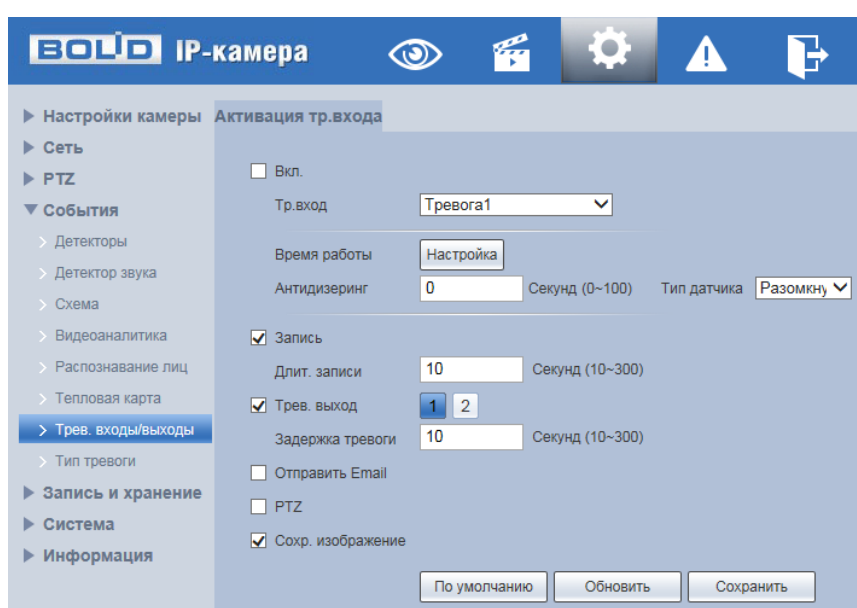 BOLID IP-камера
Настройки камеры
Сеть
PTZ
События
Детекторы
Детектор звука
Схема
Видеоаналитика
Распознавание лиц
Тепловая карта
Трев. входы/выходы
Тип тревоги
Запись и хранение
Система
Информация
Активация тр.входа
Вкл.
Тр.вход Тревога1
Время работы Настройка
Антидизеринг 0 Секунд (0~100) Тип датчика Разомкну
Запись
Длит. записи 10 Секунд (10~300)
Трев. выход 1 2
Задержка тревоги 10 Секунд (10~300)
Отправить Email
PTZ
Сохр. изображение
По умолчанию Обновить Сохранить